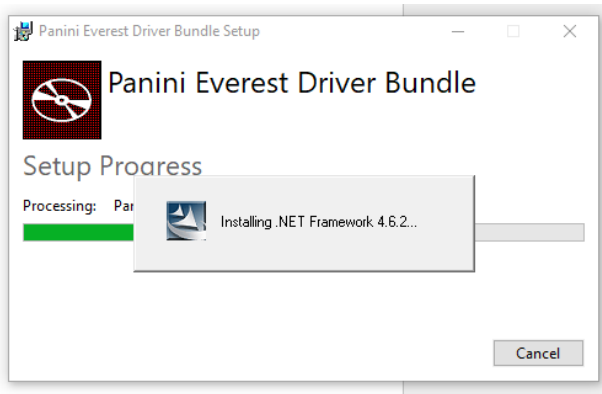 Panini Everest Driver Bundle Setup
Panini Everest Driver Bundle
Setup Progress
Processing:
Installing .NET Framework 4.6.2...
Cancel